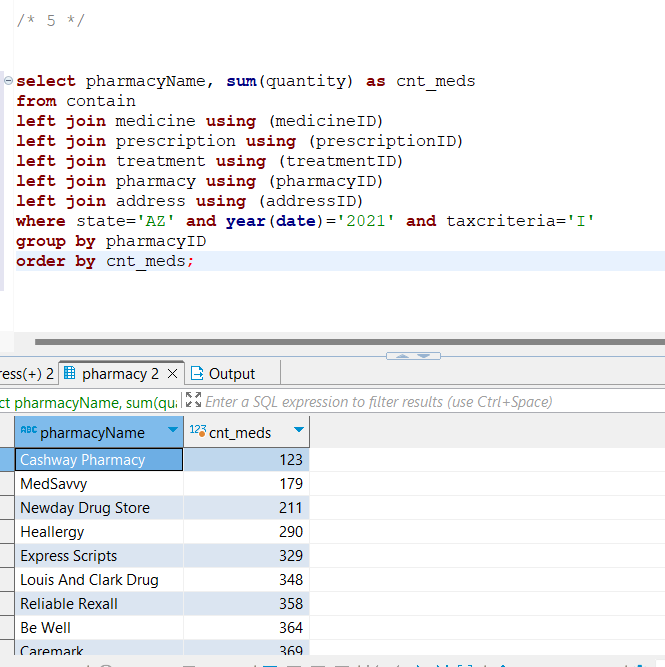 /* 5 */
select pharmacyName, sum(quantity) as cnt_meds
from contain
left join medicine using (medicineID)
left join prescription using (prescriptionID)
left join treatment using (treatmentID)
left join pharmacy using (pharmacyID)
left join address using (addressID)
where state='AZ' and year(date)='2021' and taxcriteria='I'
group by pharmacyID
order by cnt_meds;
ress(+) 2 pharmacy 2 Output
ct pharmacyName, sum(qua Enter a SQL expression to filter results (use Ctrl+Space)
ABC pharmacyName 123 cnt_meds
Cashway Pharmacy 123
MedSavvy 179
Newday Drug Store 211
Heallergy 290
Express Scripts 329
Louis And Clark Drug 348
Reliable Rexall 358
Be Well 364
Caremark 369